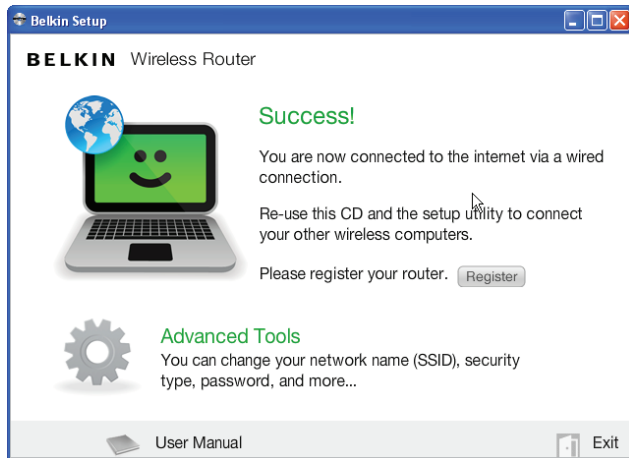 Belkin Setup
BELKIN Wireless Router
Success!
You are now connected to the internet via a wired
connection.
Re-use this CD and the setup utility to connect
your other wireless computers.
Please register your router. Register
Advanced Tools
You can change your network name (SSID), security
type, password, and more...
User Manual
Exit